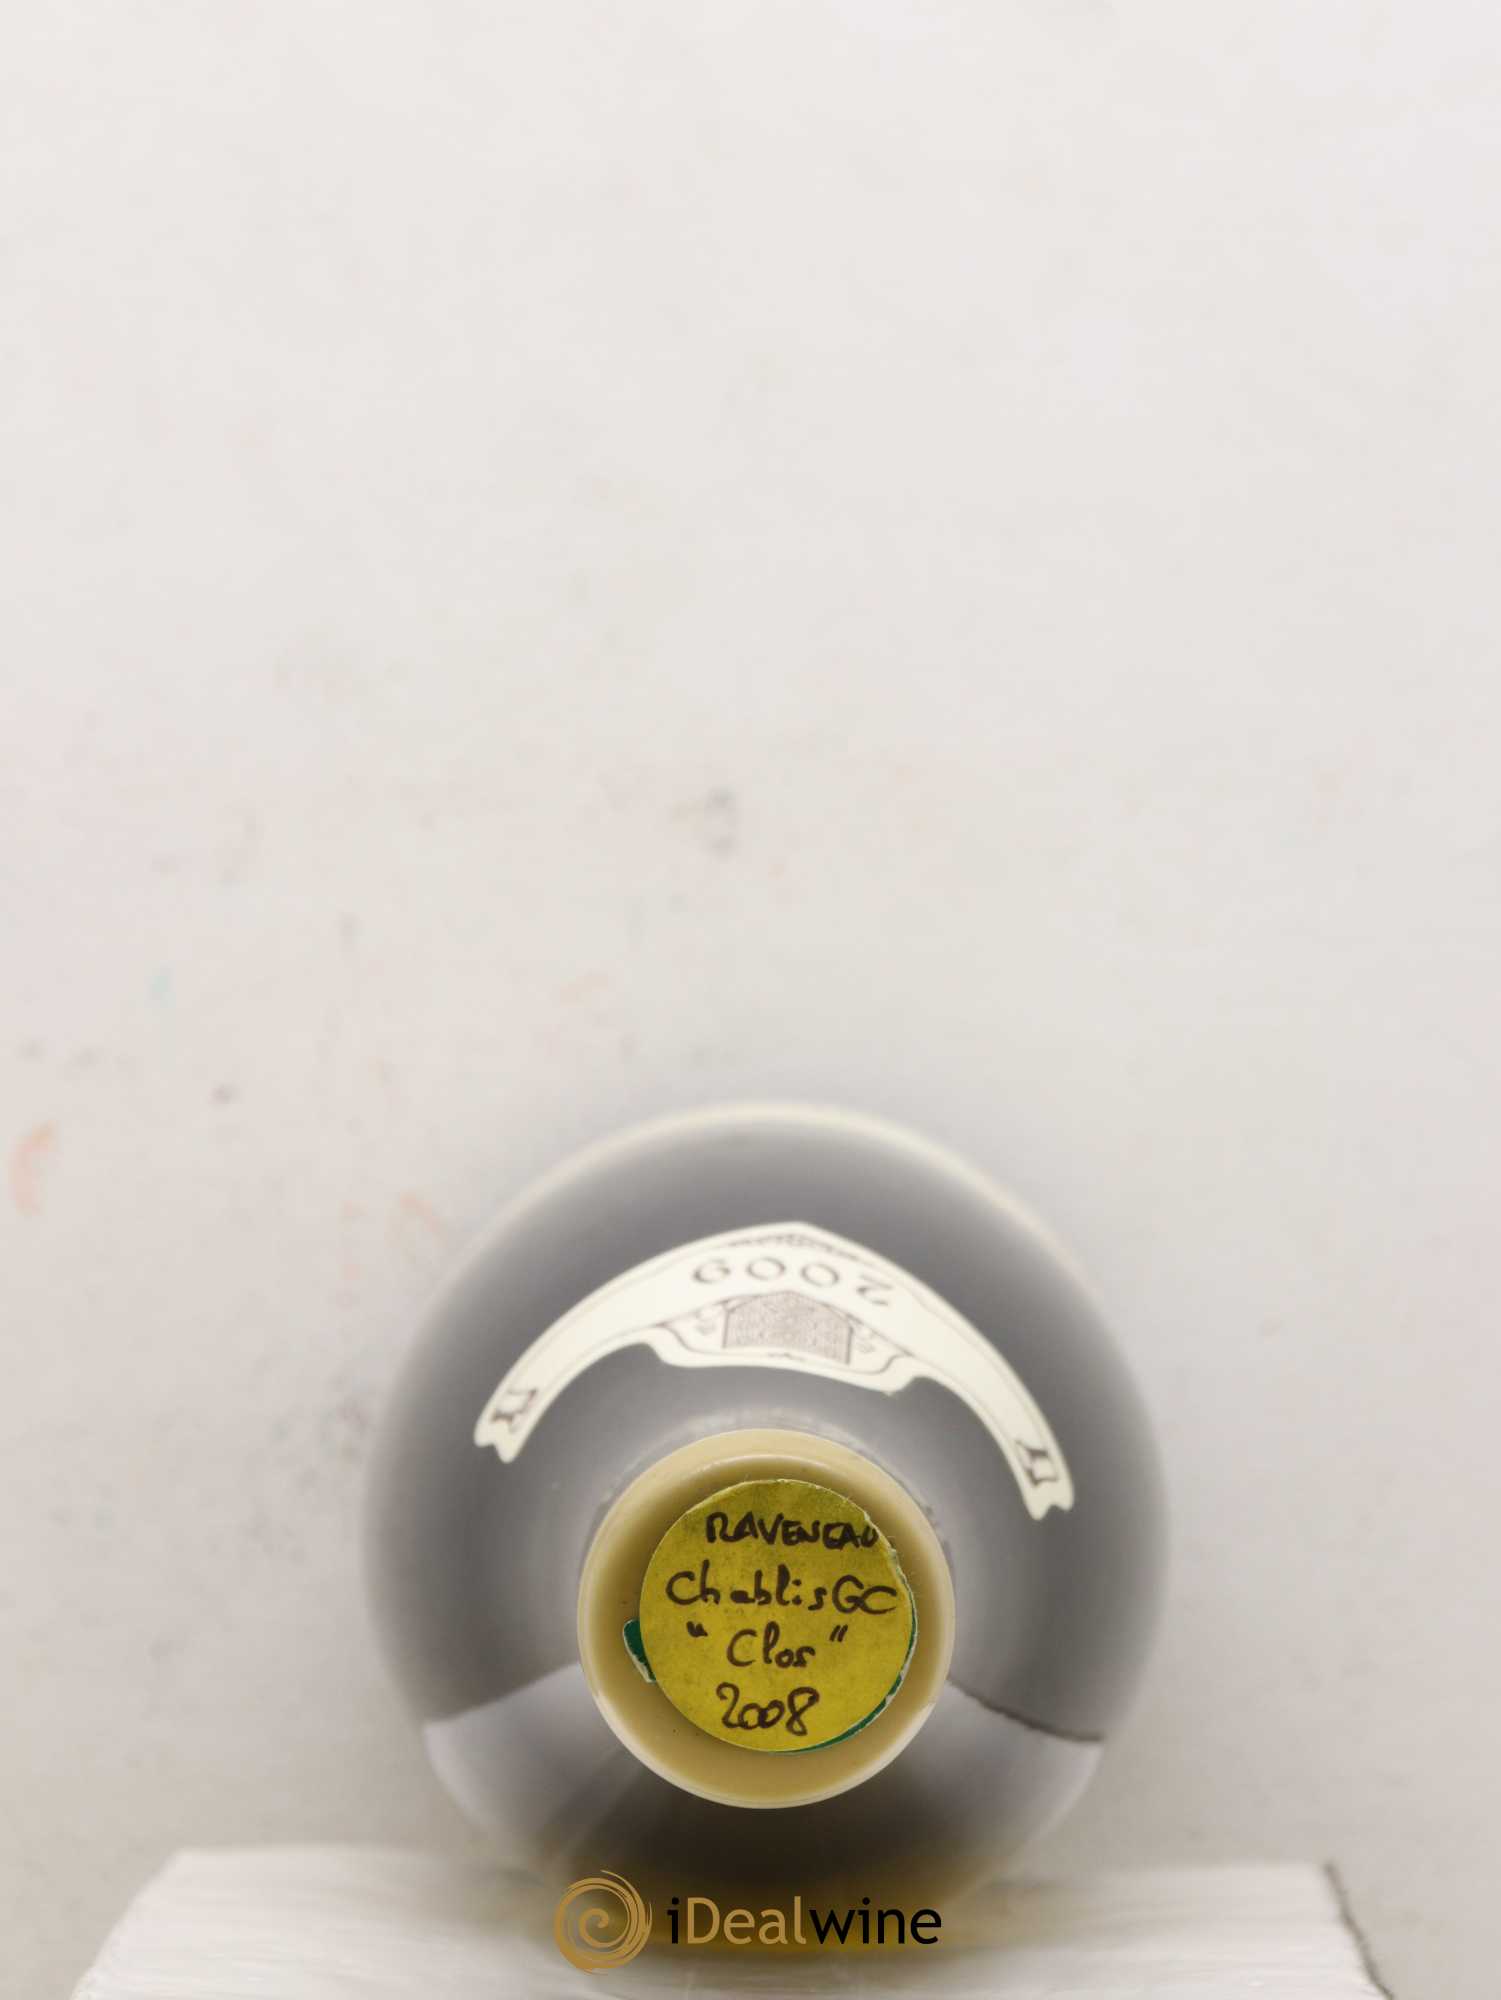 2009
RAVENEAU
Chablis GC
"Clos"
2008
iDealwine